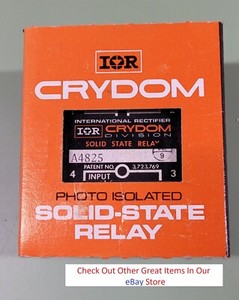 IOR
CRYDOM
INTERNATIONAL RECTIFIER
IOR CRYDOM
DIVISION
SOLID STATE RELAY
A4825
9
PATENT NO. 3,723,769
4 INPUT 3
PHOTO ISOLATED
SOLID-STATE
RELAY
Check Out Other Great Items In Our
eBay Store